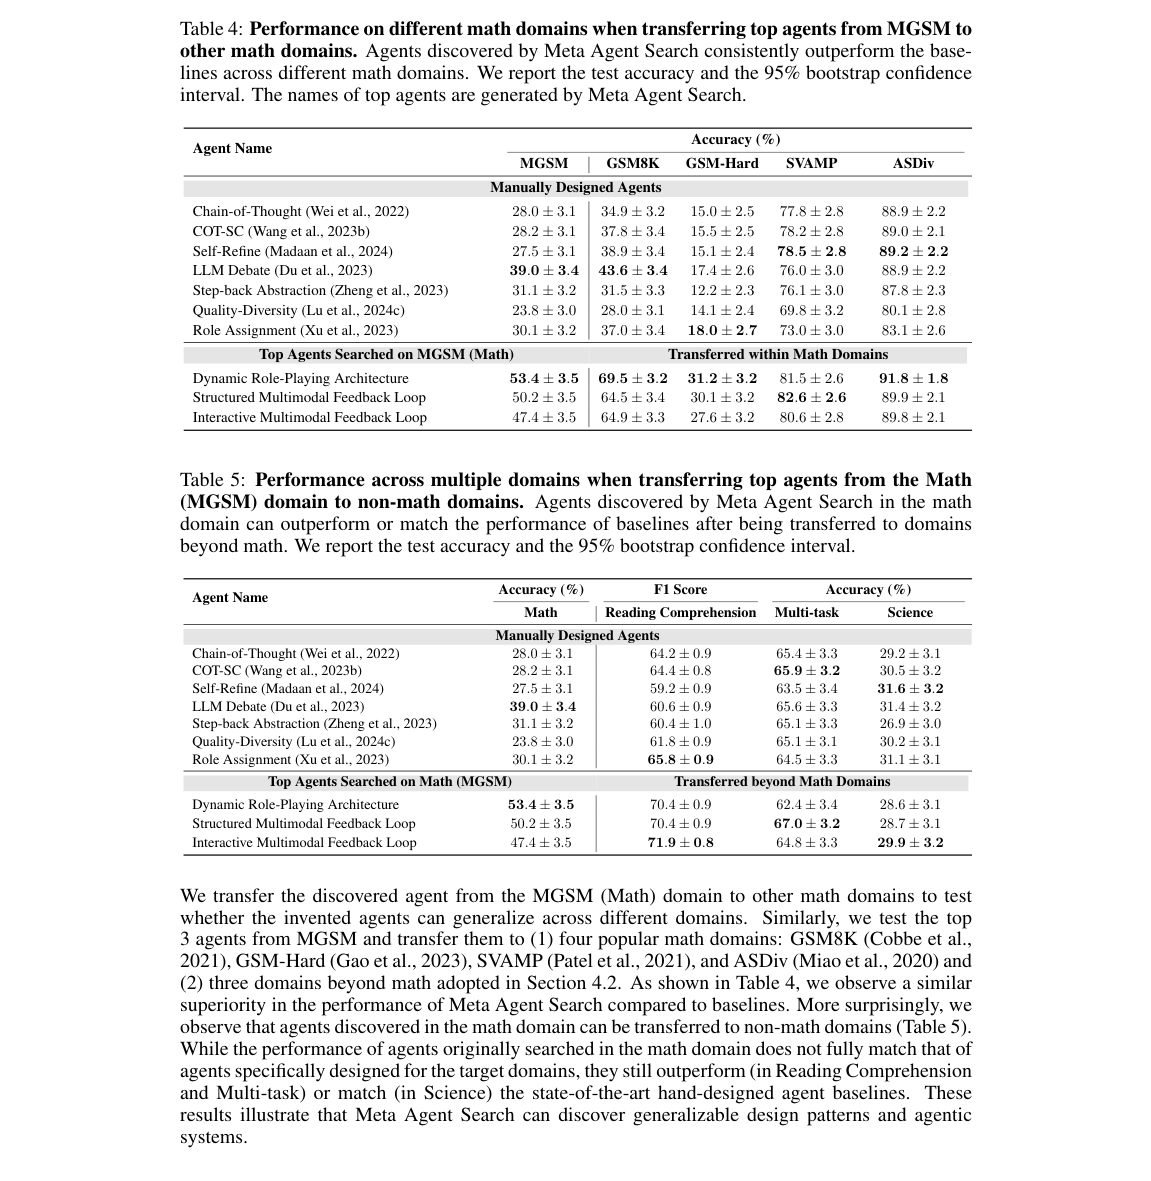 Table 4: Performance on different math domains when transferring top agents from MGSM to
other math domains. Agents discovered by Meta Agent Search consistently outperform the base-
lines across different math domains. We report the test accuracy and the 95% bootstrap confidence
interval. The names of top agents are generated by Meta Agent Search.
Agent Name Accuracy (%)
MGSM GSM8K GSM-Hard SVAMP ASDiv
Manually Designed Agents
Chain-of-Thought (Wei et al., 2022) 28.0 ± 3.1 34.9 ± 3.2 15.0 ± 2.5 77.8 ± 2.8 88.9 ± 2.2
COT-SC (Wang et al., 2023b) 28.2 ± 3.1 37.8 ± 3.4 15.5 ± 2.5 78.2 ± 2.8 89.0 ± 2.1
Self-Refine (Madaan et al., 2024) 27.5 ± 3.1 38.9 ± 3.4 15.1 ± 2.4 78.5 ± 2.8 89.2 ± 2.2
LLM Debate (Du et al., 2023) 39.0 ± 3.4 43.6 ± 3.4 17.4 ± 2.6 76.0 ± 3.0 88.9 ± 2.2
Step-back Abstraction (Zheng et al., 2023) 31.1 ± 3.2 31.5 ± 3.3 12.2 ± 2.3 76.1 ± 3.0 87.8 ± 2.3
Quality-Diversity (Lu et al., 2024c) 23.8 ± 3.0 28.0 ± 3.1 14.1 ± 2.4 69.8 ± 3.2 80.1 ± 2.8
Role Assignment (Xu et al., 2023) 30.1 ± 3.2 37.0 ± 3.4 18.0 ± 2.7 73.0 ± 3.0 83.1 ± 2.6
Top Agents Searched on MGSM (Math) Transferred within Math Domains
Dynamic Role-Playing Architecture 53.4 ± 3.5 69.5 ± 3.2 31.2 ± 3.2 81.5 ± 2.6 91.8 ± 1.8
Structured Multimodal Feedback Loop 50.2 ± 3.5 64.5 ± 3.4 30.1 ± 3.2 82.6 ± 2.6 89.9 ± 2.1
Interactive Multimodal Feedback Loop 47.4 ± 3.5 64.9 ± 3.3 27.6 ± 3.2 80.6 ± 2.8 89.8 ± 2.1
Table 5: Performance across multiple domains when transferring top agents from the Math
(MGSM) domain to non-math domains. Agents discovered by Meta Agent Search in the math
domain can outperform or match the performance of baselines after being transferred to domains
beyond math. We report the test accuracy and the 95% bootstrap confidence interval.
Agent Name Accuracy (%) F1 Score Accuracy (%)
Math Reading Comprehension Multi-task Science
Manually Designed Agents
Chain-of-Thought (Wei et al., 2022) 28.0 ± 3.1 64.2 ± 0.9 65.4 ± 3.3 29.2 ± 3.1
COT-SC (Wang et al., 2023b) 28.2 ± 3.1 64.4 ± 0.8 65.9 ± 3.2 30.5 ± 3.2
Self-Refine (Madaan et al., 2024) 27.5 ± 3.1 59.2 ± 0.9 63.5 ± 3.4 31.6 ± 3.2
LLM Debate (Du et al., 2023) 39.0 ± 3.4 60.6 ± 0.9 65.6 ± 3.3 31.4 ± 3.2
Step-back Abstraction (Zheng et al., 2023) 31.1 ± 3.2 60.4 ± 1.0 65.1 ± 3.3 26.9 ± 3.0
Quality-Diversity (Lu et al., 2024c) 23.8 ± 3.0 61.8 ± 0.9 65.1 ± 3.1 30.2 ± 3.1
Role Assignment (Xu et al., 2023) 30.1 ± 3.2 65.8 ± 0.9 64.5 ± 3.3 31.1 ± 3.1
Top Agents Searched on Math (MGSM) Transferred beyond Math Domains
Dynamic Role-Playing Architecture 53.4 ± 3.5 70.4 ± 0.9 62.4 ± 3.4 28.6 ± 3.1
Structured Multimodal Feedback Loop 50.2 ± 3.5 70.4 ± 0.9 67.0 ± 3.2 28.7 ± 3.1
Interactive Multimodal Feedback Loop 47.4 ± 3.5 71.9 ± 0.8 64.8 ± 3.3 29.9 ± 3.2
We transfer the discovered agent from the MGSM (Math) domain to other math domains to test
whether the invented agents can generalize across different domains. Similarly, we test the top
3 agents from MGSM and transfer them to (1) four popular math domains: GSM8K (Cobbe et al.,
2021), GSM-Hard (Gao et al., 2023), SVAMP (Patel et al., 2021), and ASDiv (Miao et al., 2020) and
(2) three domains beyond math adopted in Section 4.2. As shown in Table 4, we observe a similar
superiority in the performance of Meta Agent Search compared to baselines. More surprisingly, we
observe that agents discovered in the math domain can be transferred to non-math domains (Table 5).
While the performance of agents originally searched in the math domain does not fully match that of
agents specifically designed for the target domains, they still outperform (in Reading Comprehension
and Multi-task) or match (in Science) the state-of-the-art hand-designed agent baselines. These
results illustrate that Meta Agent Search can discover generalizable design patterns and agentic
systems.